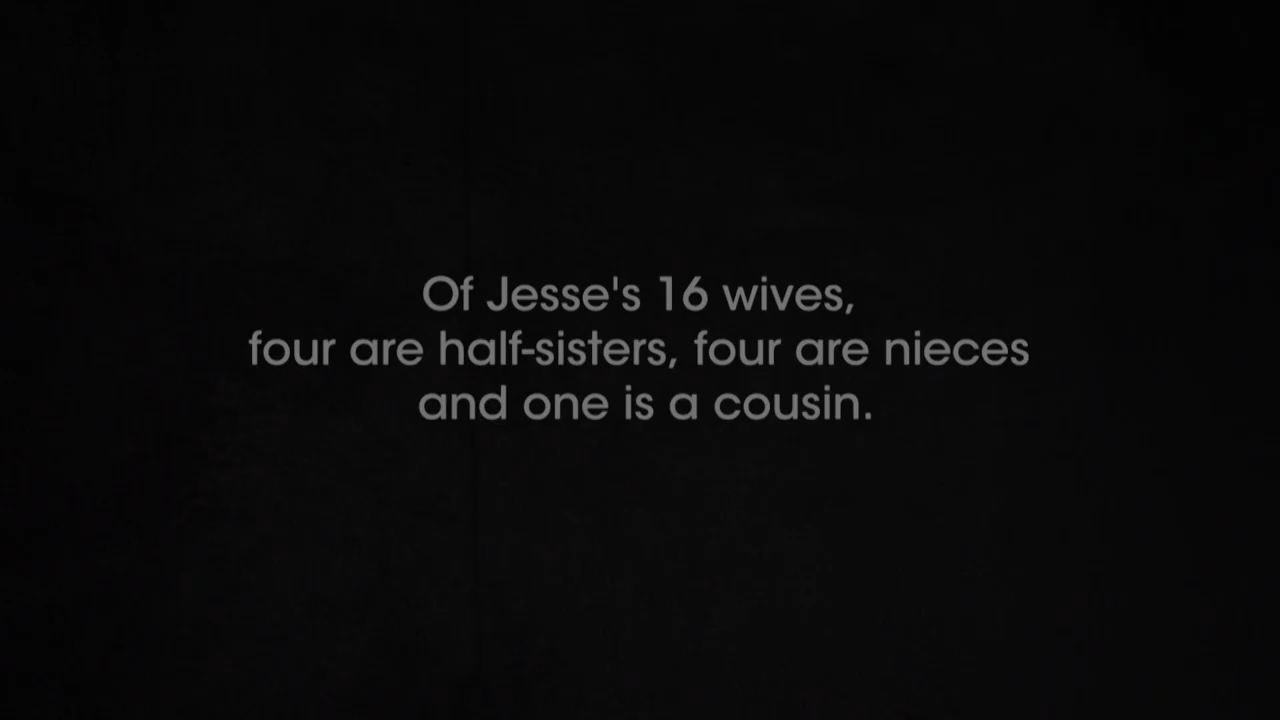 Of Jesse's 16 wives,
four are half-sisters, four are nieces
and one is a cousin.